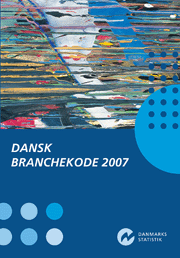 DANSK
BRANCHEKODE 2007
DANMARKS
STATISTIK